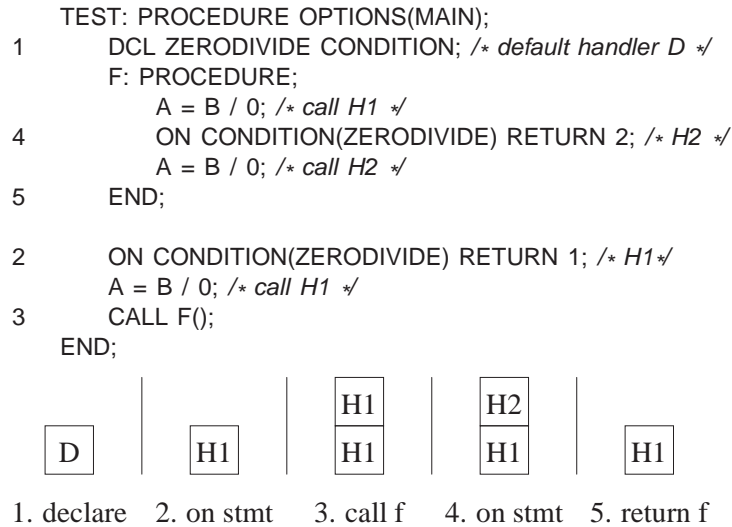 TEST: PROCEDURE OPTIONS(MAIN);
1 DCL ZERODIVIDE CONDITION; /* default handler D */
F: PROCEDURE;
A = B / 0; /* call H1 */
4 ON CONDITION(ZERODIVIDE) RETURN 2; /* H2 */
A = B / 0; /* call H2 */
5 END;
2 ON CONDITION(ZERODIVIDE) RETURN 1; /* H1*/
A = B / 0; /* call H1 */
3 CALL F();
END;
H1 H2
D H1 H1 H1 H1
1. declare 2. on stmt 3. call f 4. on stmt 5. return f